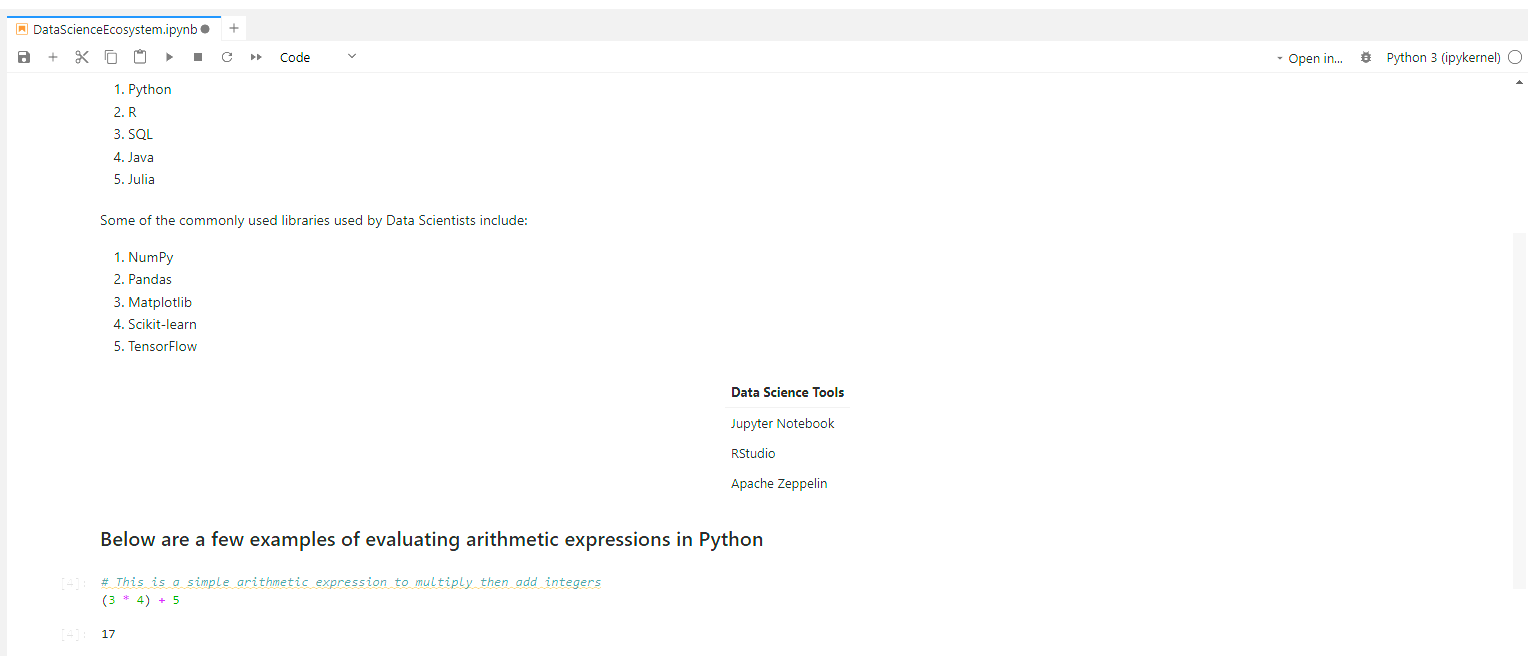 DataScienceEcosystem.ipynb
Code
Open in...
Python 3 (ipykernel)
1. Python
2. R
3. SQL
4. Java
5. Julia
Some of the commonly used libraries used by Data Scientists include:
1. NumPy
2. Pandas
3. Matplotlib
4. Scikit-learn
5. TensorFlow
Data Science Tools
Jupyter Notebook
RStudio
Apache Zeppelin
Below are a few examples of evaluating arithmetic expressions in Python
[4]: # This is a simple arithmetic expression to multiply then add integers
(3 * 4) + 5
[4]: 17